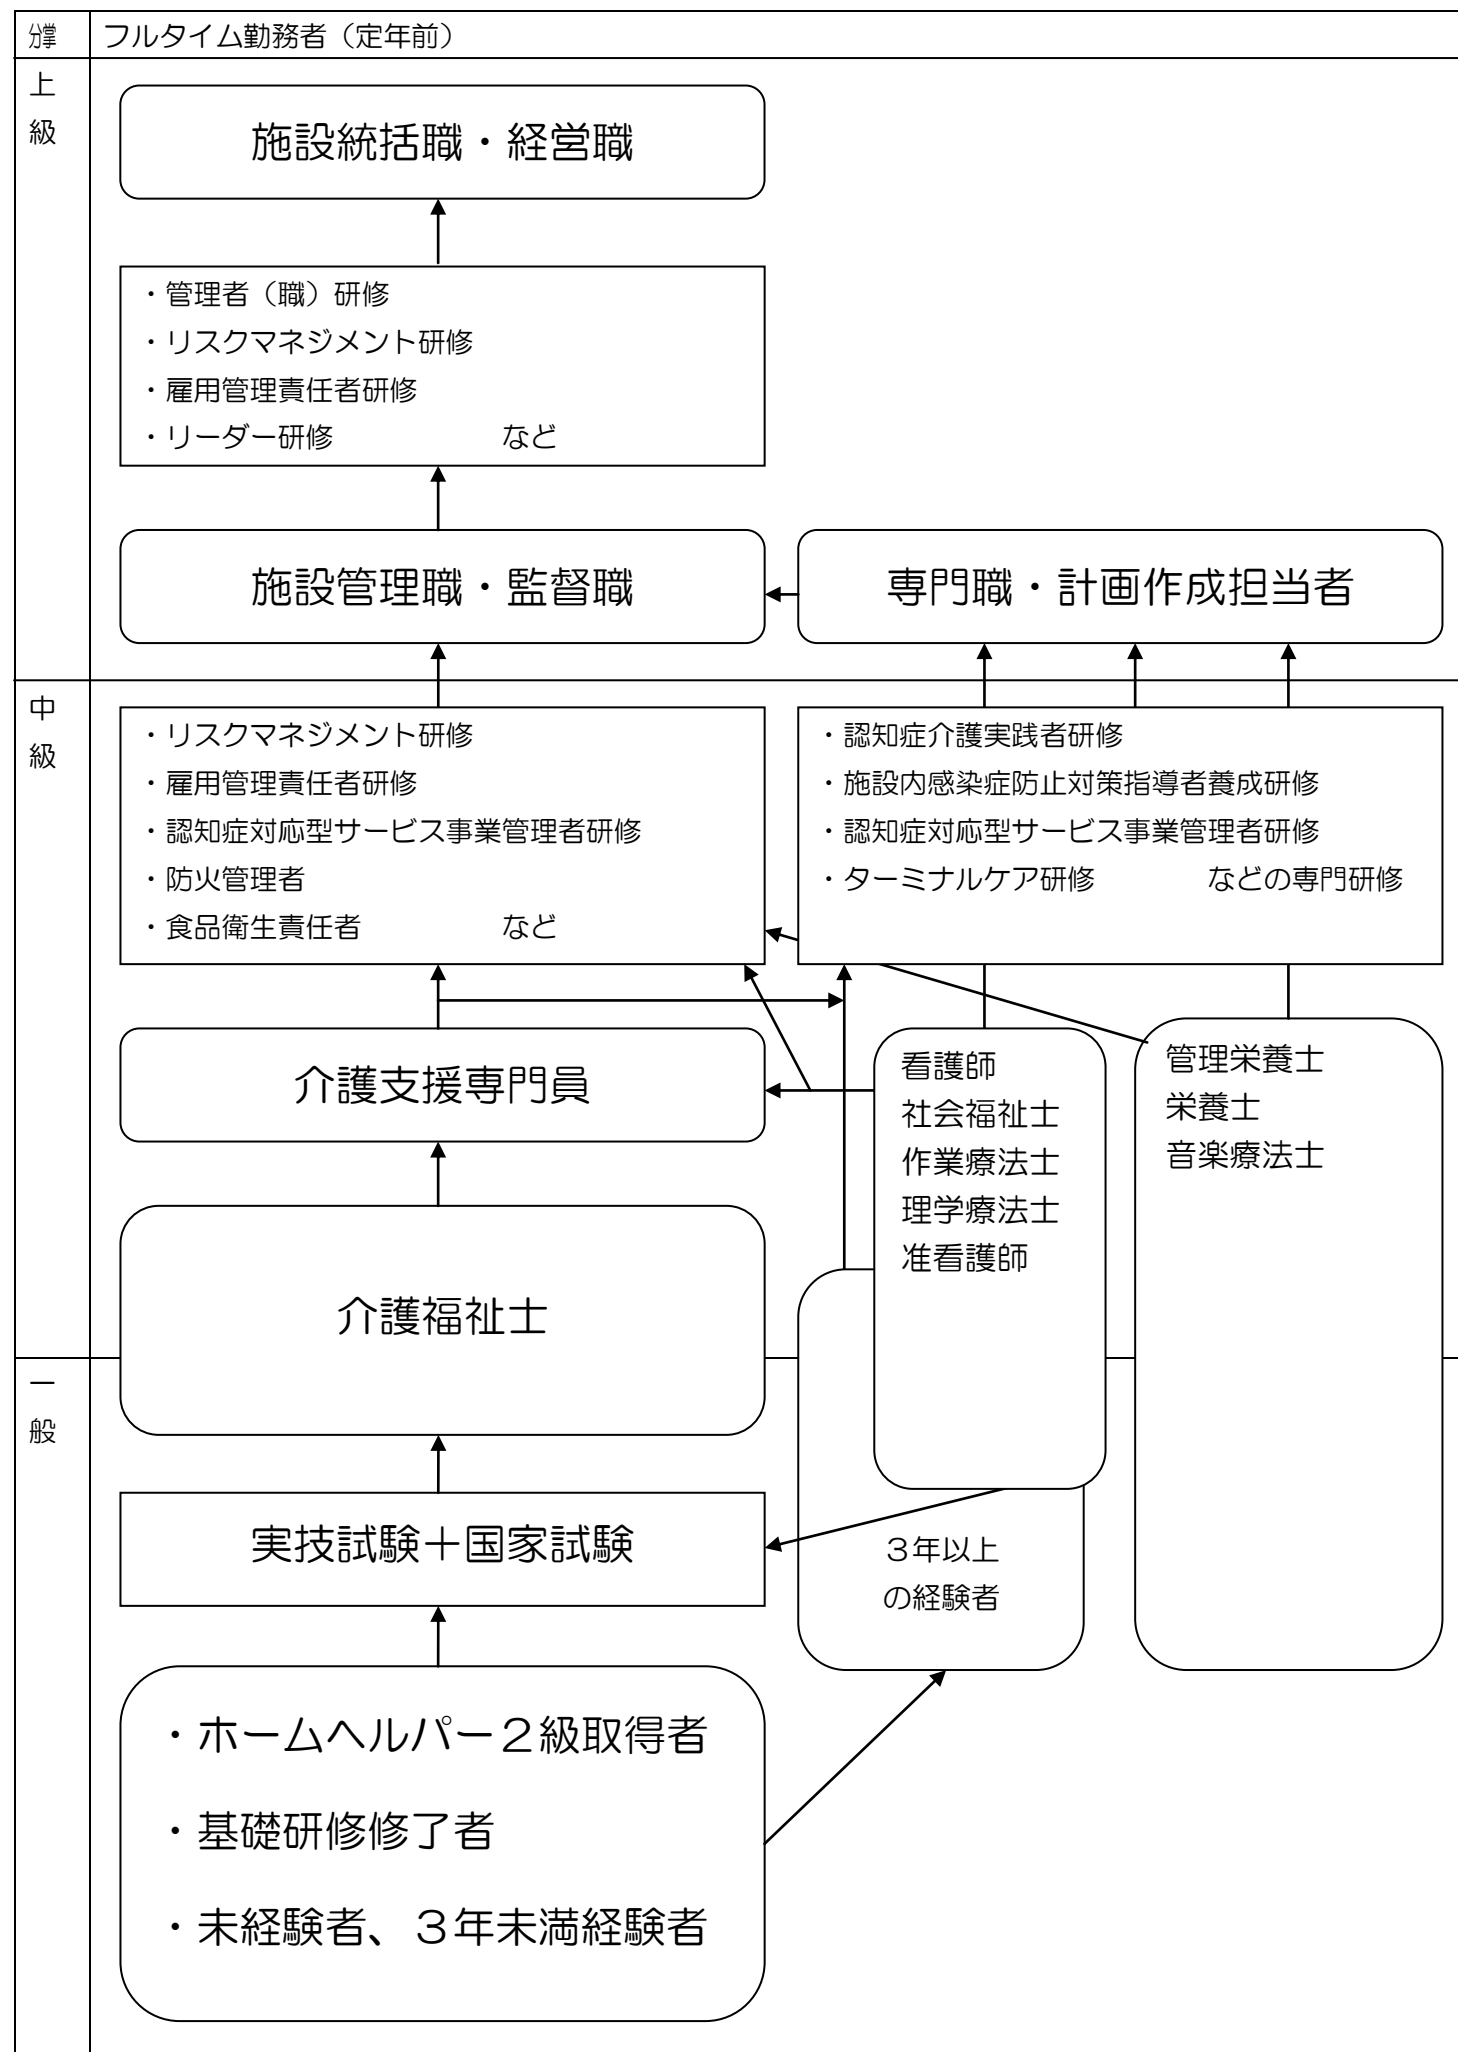 分掌
フルタイム勤務者（定年前）
上
級
施設統括職・経営職
・管理者（職）研修
・リスクマネジメント研修
・雇用管理責任者研修
・リーダー研修　　　　　　など
施設管理職・監督職
専門職・計画作成担当者
中
級
・リスクマネジメント研修
・雇用管理責任者研修
・認知症対応型サービス事業管理者研修
・防火管理者
・食品衛生責任者　　　　　など
・認知症介護実践者研修
・施設内感染症防止対策指導者養成研修
・認知症対応型サービス事業管理者研修
・ターミナルケア研修　　　　などの専門研修
介護支援専門員
看護師
社会福祉士
作業療法士
理学療法士
准看護師
管理栄養士
栄養士
音楽療法士
介護福祉士
一
般
実技試験＋国家試験
３年以上
の経験者
・ホームヘルパー２級取得者
・基礎研修修了者
・未経験者、３年未満経験者